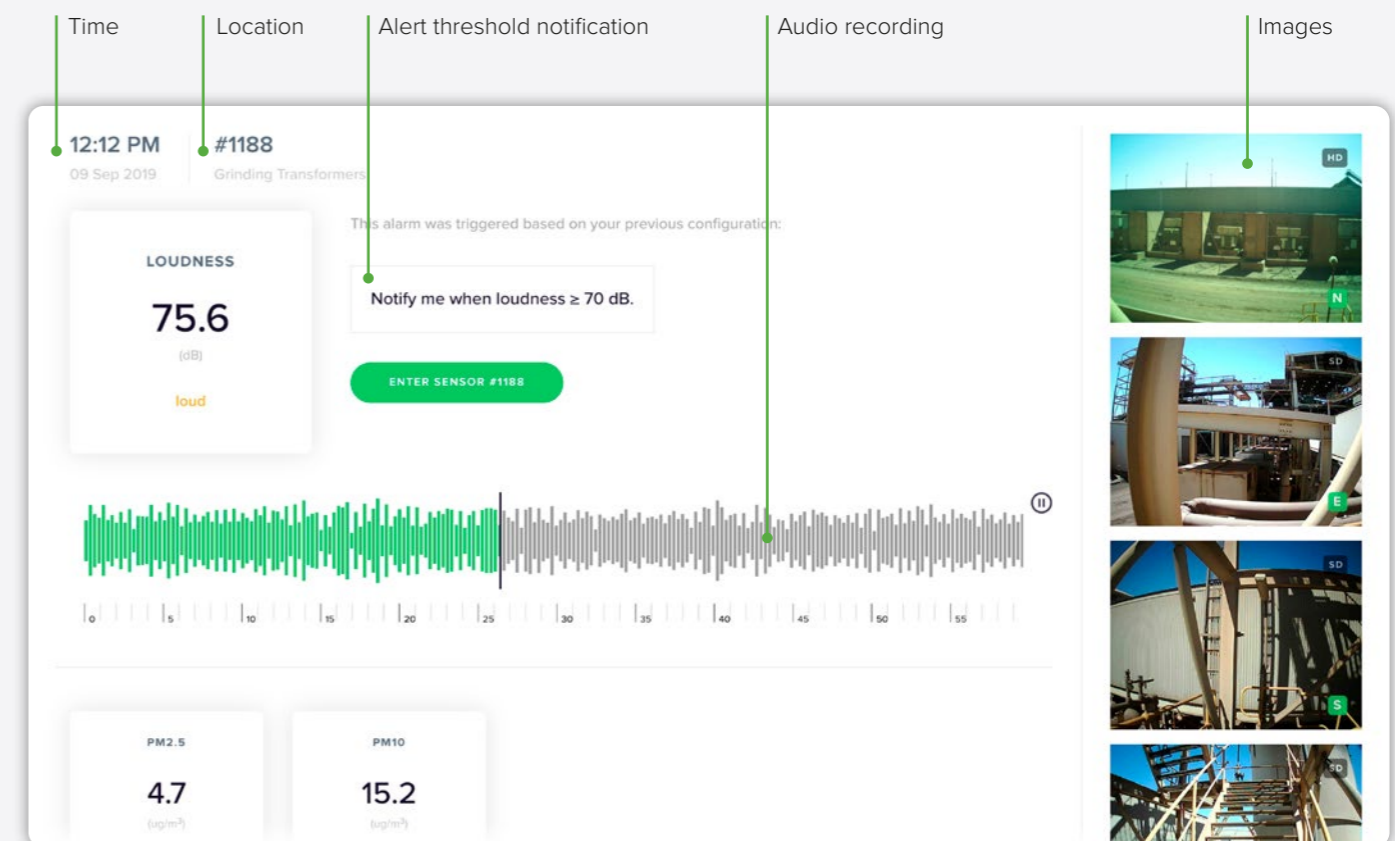 Time
Location
Alert threshold notification
Audio recording
Images
12:12 PM
09 Sep 2019
#1188
Grinding Transformers
LOUDNESS
75.6
(dB)
loud
This alarm was triggered based on your previous configuration:
Notify me when loudness ≥ 70 dB.
ENTER SENSOR #1188
0 5 10 15 20 25 30 35 40 45 50 55
PM2.5
4.7
(ug/m³)
PM10
15.2
(ug/m³)
HD
N
SD
E
SD
S
SD